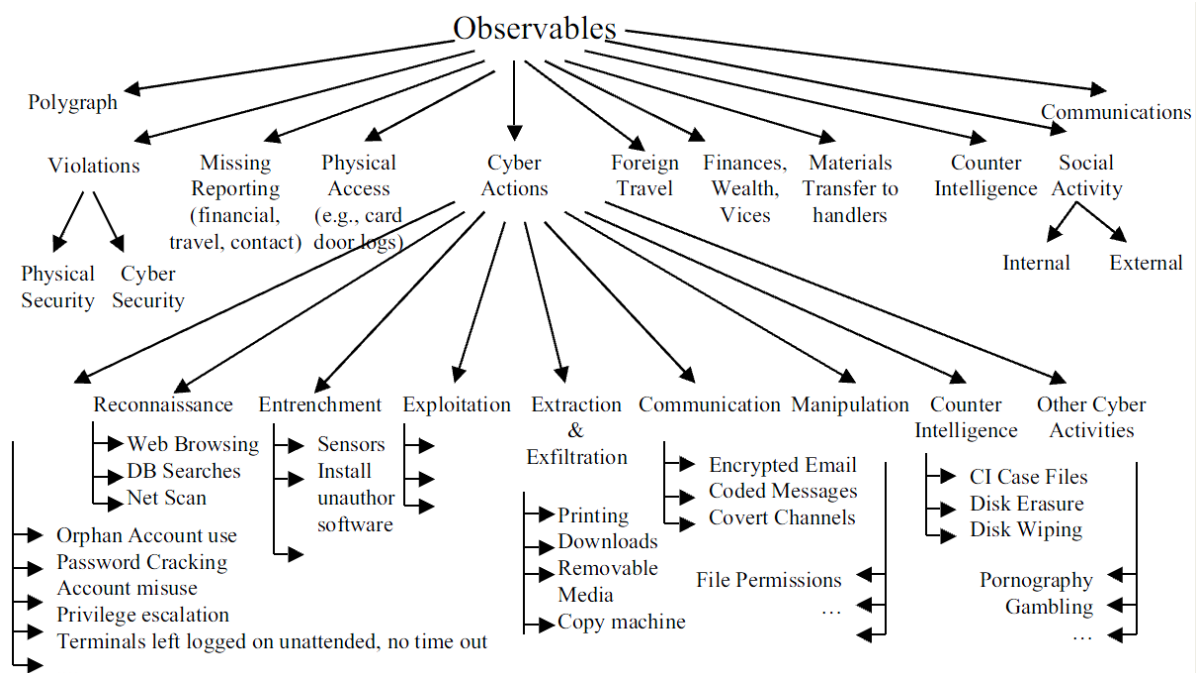 Observables
Polygraph
Communications
Violations
Missing
Reporting
(financial,
travel, contact)
Physical
Access
(e.g., card
door logs)
Cyber
Actions
Foreign
Travel
Finances,
Wealth,
Vices
Materials
Transfer to
handlers
Counter
Intelligence
Social
Activity
Physical
Security
Cyber
Security
Internal
External
Reconnaissance
Web Browsing
DB Searches
Net Scan
Orphan Account use
Password Cracking
Account misuse
Privilege escalation
Terminals left logged on unattended, no time out
Entrenchment
Sensors
Install
unauthor
software
Exploitation
Extraction
&
Exfiltration
Printing
Downloads
Removable
Media
Copy machine
Communication
Encrypted Email
Coded Messages
Covert Channels
Manipulation
File Permissions
...
Counter
Intelligence
CI Case Files
Disk Erasure
Disk Wiping
Other Cyber
Activities
Pornography
Gambling
...